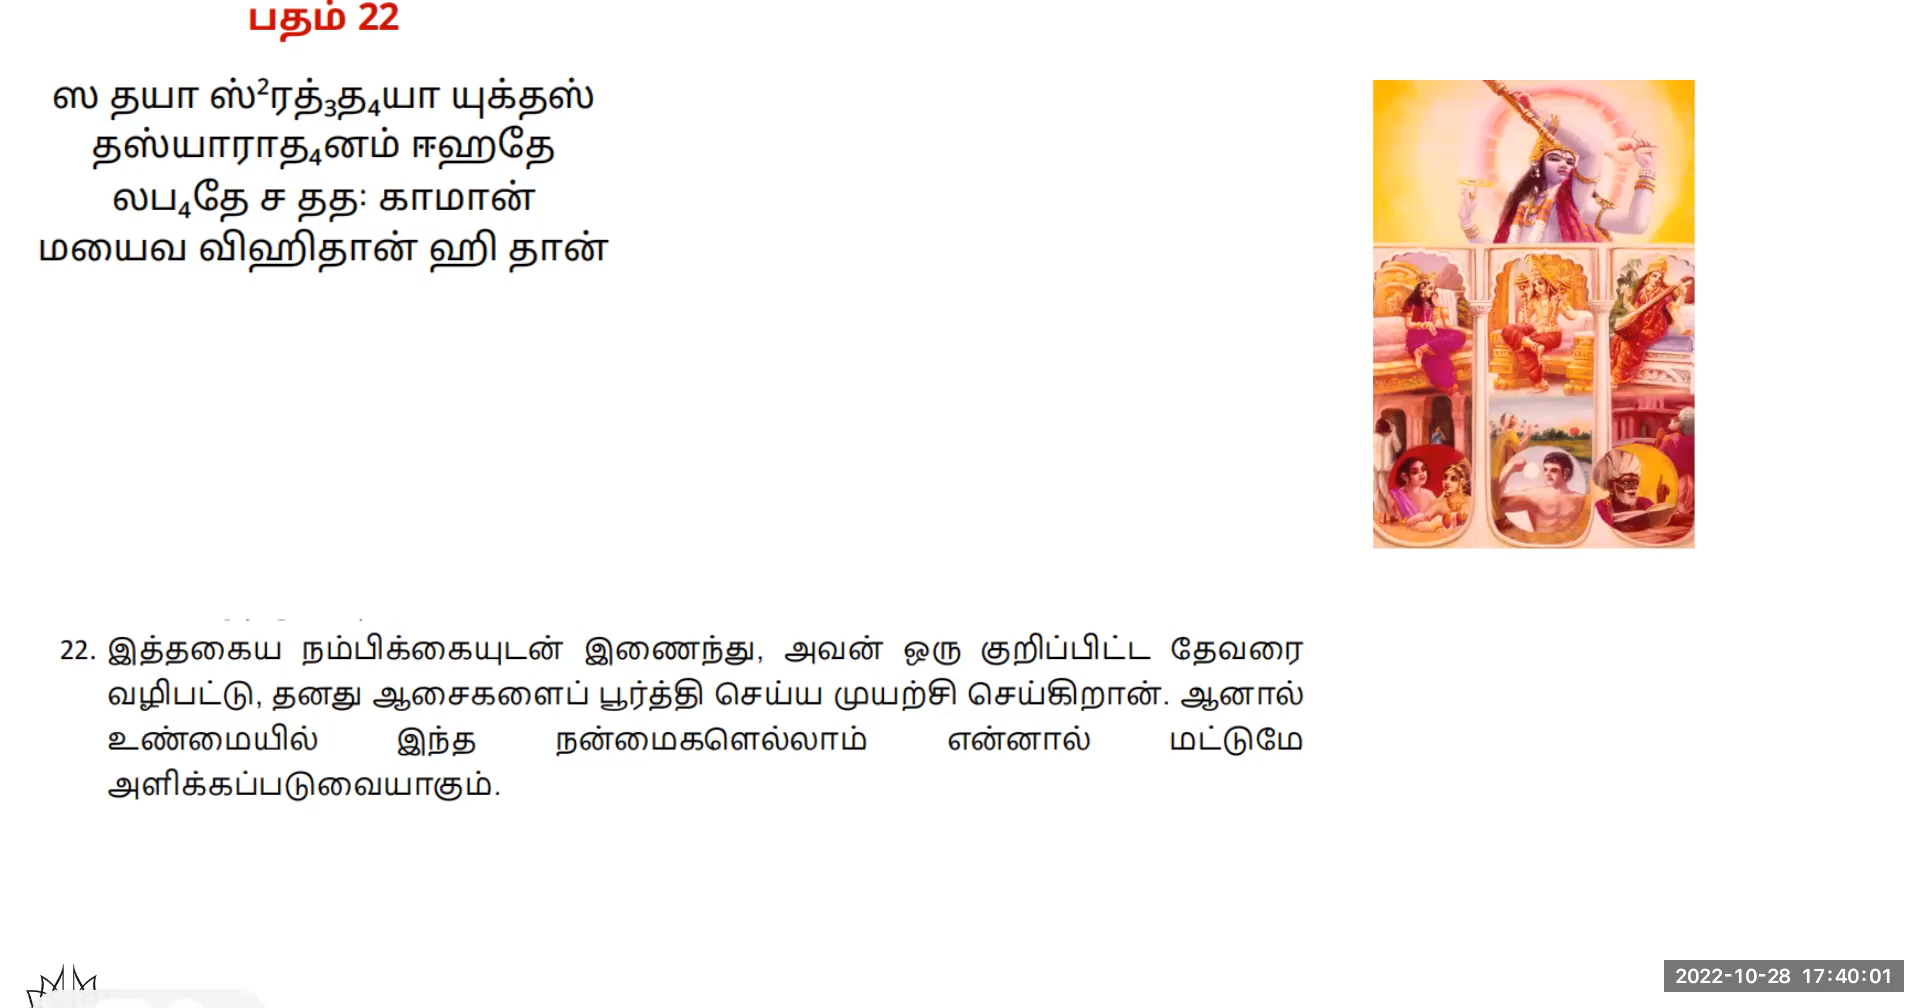 பதம் 22
ஸ தயா ஸ்²ரத்₃த₄யா யுக்தஸ்
தஸ்யாராத₄னம் ஈஹதே
லப₄தே ச தத: காமான்
மயைவ விஹிதான் ஹி தான்
22. இத்தகைய நம்பிக்கையுடன் இணைந்து, அவன் ஒரு குறிப்பிட்ட தேவரை
வழிபட்டு, தனது ஆசைகளைப் பூர்த்தி செய்ய முயற்சி செய்கிறான். ஆனால்
உண்மையில் இந்த நன்மைகளெல்லாம் என்னால் மட்டுமே
அளிக்கப்படுவையாகும்.
2022-10-28 17:40:01